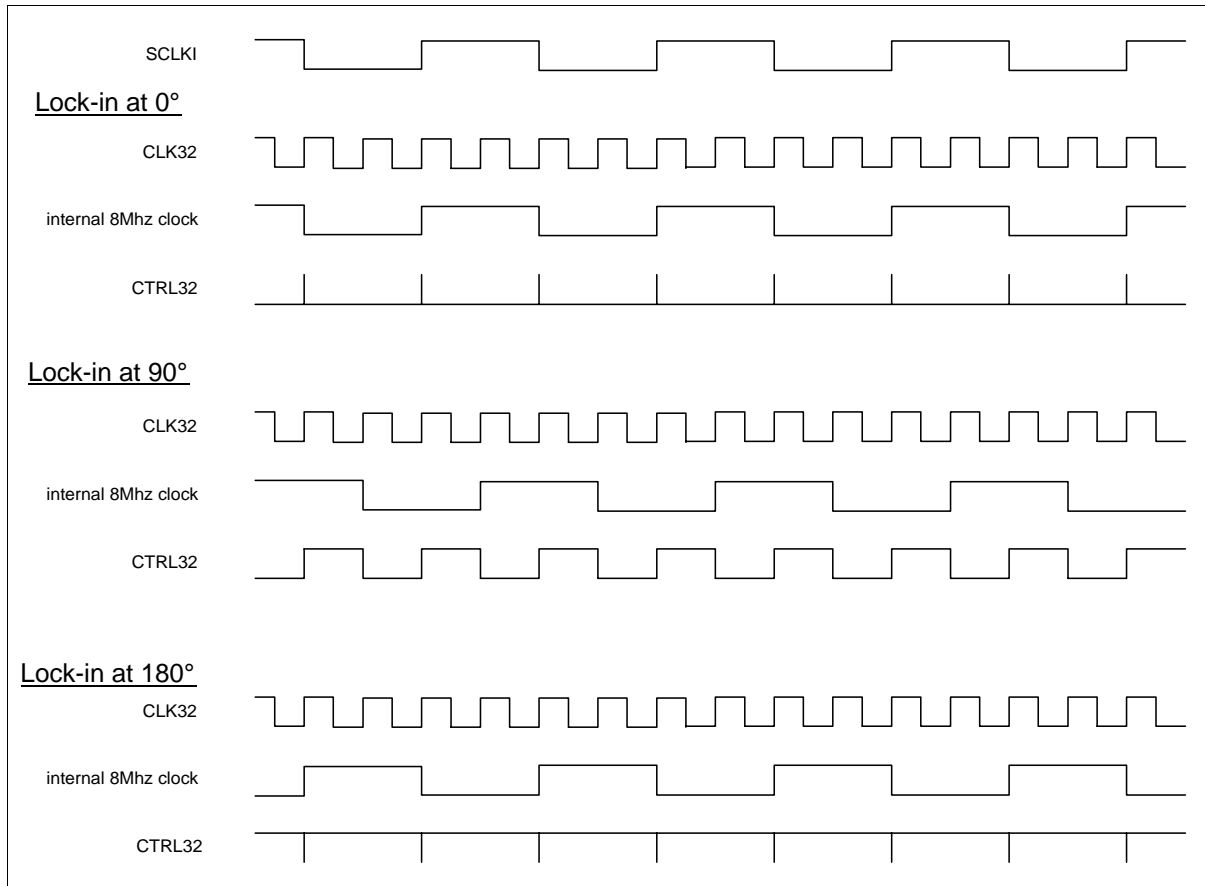 SCLKI
Lock-in at 0°
CLK32
internal 8Mhz clock
CTRL32
Lock-in at 90°
CLK32
internal 8Mhz clock
CTRL32
Lock-in at 180°
CLK32
internal 8Mhz clock
CTRL32